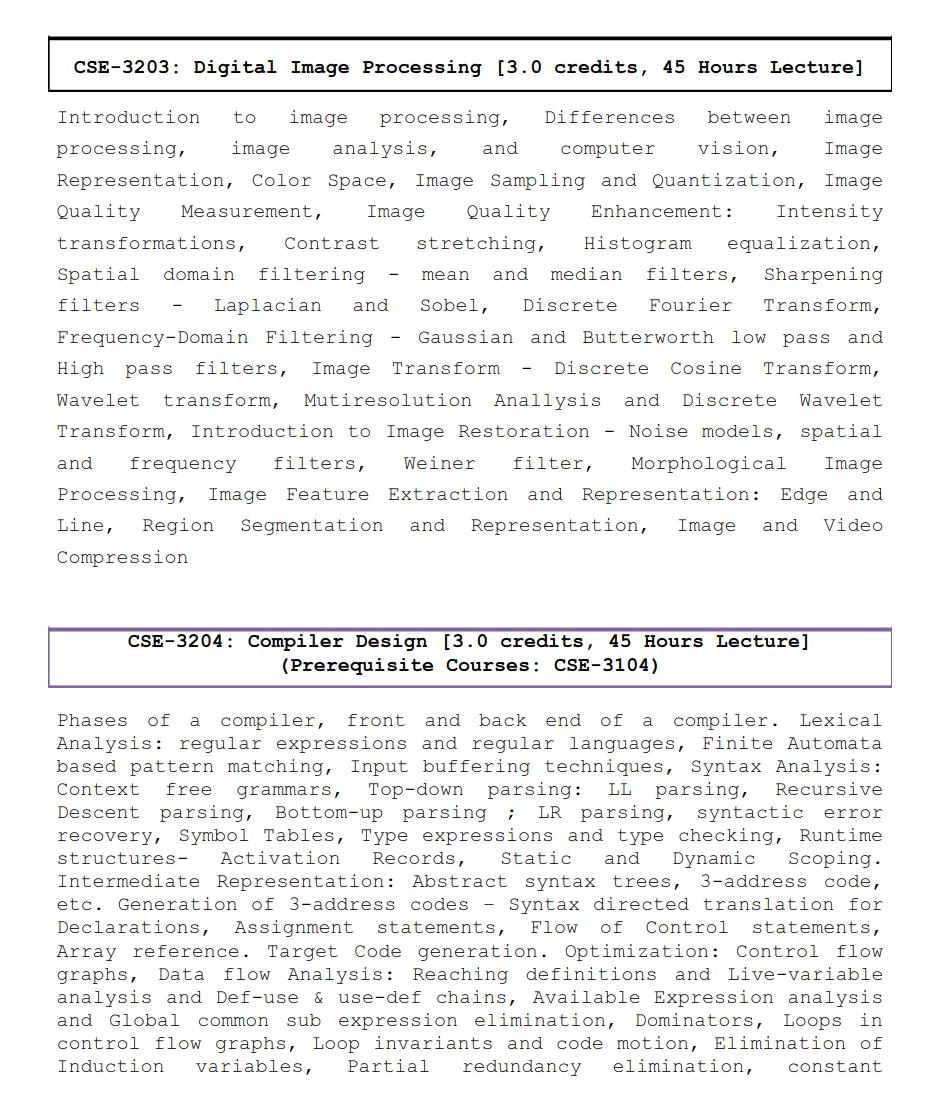 CSE-3203: Digital Image Processing [3.0 credits, 45 Hours Lecture]
Introduction to image processing, Differences between image
processing, image analysis, and computer vision, Image
Representation, Color Space, Image Sampling and Quantization, Image
Quality Measurement, Image Quality Enhancement: Intensity
transformations, Contrast stretching, Histogram equalization,
Spatial domain filtering - mean and median filters, Sharpening
filters - Laplacian and Sobel, Discrete Fourier Transform,
Frequency-Domain Filtering - Gaussian and Butterworth low pass and
High pass filters, Image Transform - Discrete Cosine Transform,
Wavelet transform, Mutiresolution Anallysis and Discrete Wavelet
Transform, Introduction to Image Restoration - Noise models, spatial
and frequency filters, Weiner filter, Morphological Image
Processing, Image Feature Extraction and Representation: Edge and
Line, Region Segmentation and Representation, Image and Video
Compression
CSE-3204: Compiler Design [3.0 credits, 45 Hours Lecture]
(Prerequisite Courses: CSE-3104)
Phases of a compiler, front and back end of a compiler. Lexical
Analysis: regular expressions and regular languages, Finite Automata
based pattern matching, Input buffering techniques, Syntax Analysis:
Context free grammars, Top-down parsing: LL parsing, Recursive
Descent parsing, Bottom-up parsing ; LR parsing, syntactic error
recovery, Symbol Tables, Type expressions and type checking, Runtime
structures- Activation Records, Static and Dynamic Scoping.
Intermediate Representation: Abstract syntax trees, 3-address code,
etc. Generation of 3-address codes – Syntax directed translation for
Declarations, Assignment statements, Flow of Control statements,
Array reference. Target Code generation. Optimization: Control flow
graphs, Data flow Analysis: Reaching definitions and Live-variable
analysis and Def-use & use-def chains, Available Expression analysis
and Global common sub expression elimination, Dominators, Loops in
control flow graphs, Loop invariants and code motion, Elimination of
Induction variables, Partial redundancy elimination, constant